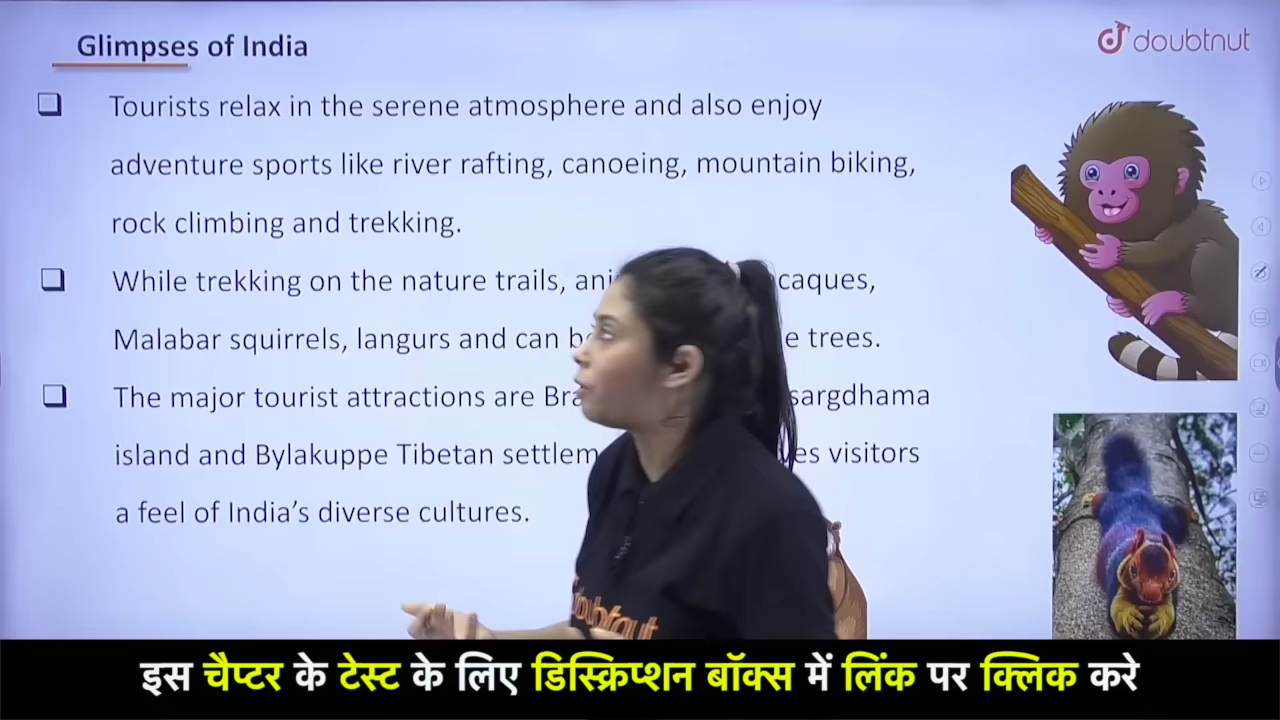 Glimpses of India
doubtnut
Tourists relax in the serene atmosphere and also enjoy
adventure sports like river rafting, canoeing, mountain biking,
rock climbing and trekking.
While trekking on the nature trails, caques,
Malabar squirrels, langurs and can e trees.
The major tourist attractions are Bra sargdhama
island and Bylakuppe Tibetan settlem es visitors
a feel of India's diverse cultures.
doubtnut
इस चैप्टर के टेस्ट के लिए डिस्क्रिप्शन बॉक्स में लिंक पर क्लिक करे